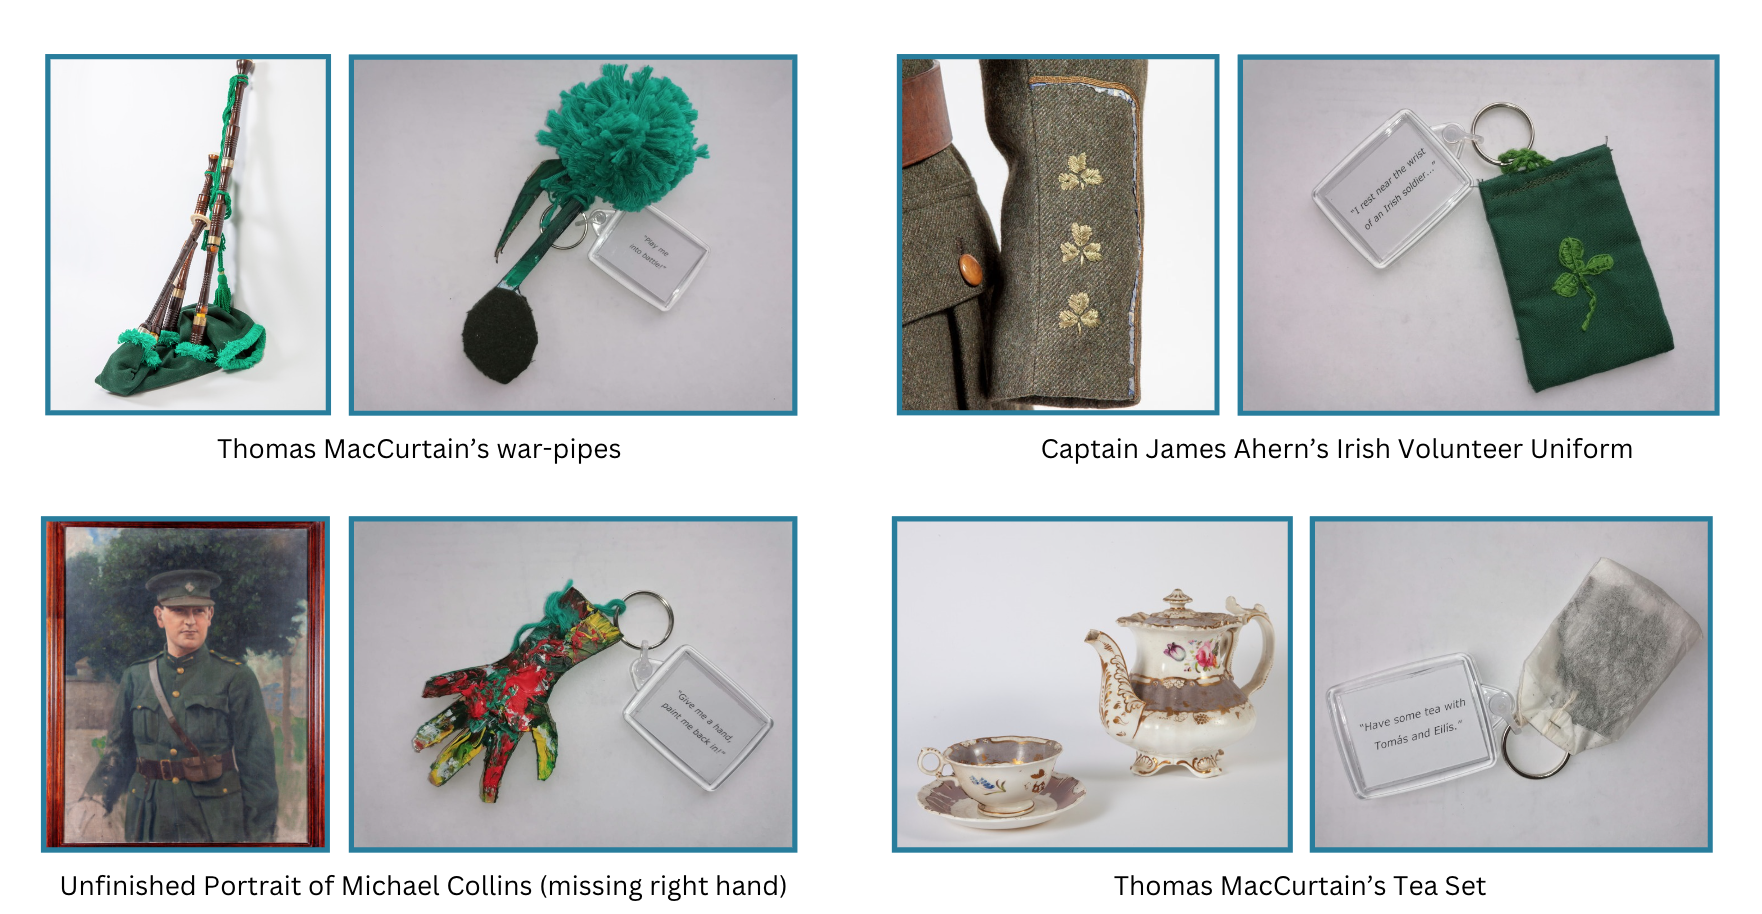 "Play me
into battle!"
"I rest near the wrist
of an Irish soldier..."
Thomas MacCurtain’s war-pipes
Captain James Ahern’s Irish Volunteer Uniform
"Give me a hand,
paint me back in!"
"Have some tea with
Tomás and Eilís."
Unfinished Portrait of Michael Collins (missing right hand)
Thomas MacCurtain’s Tea Set